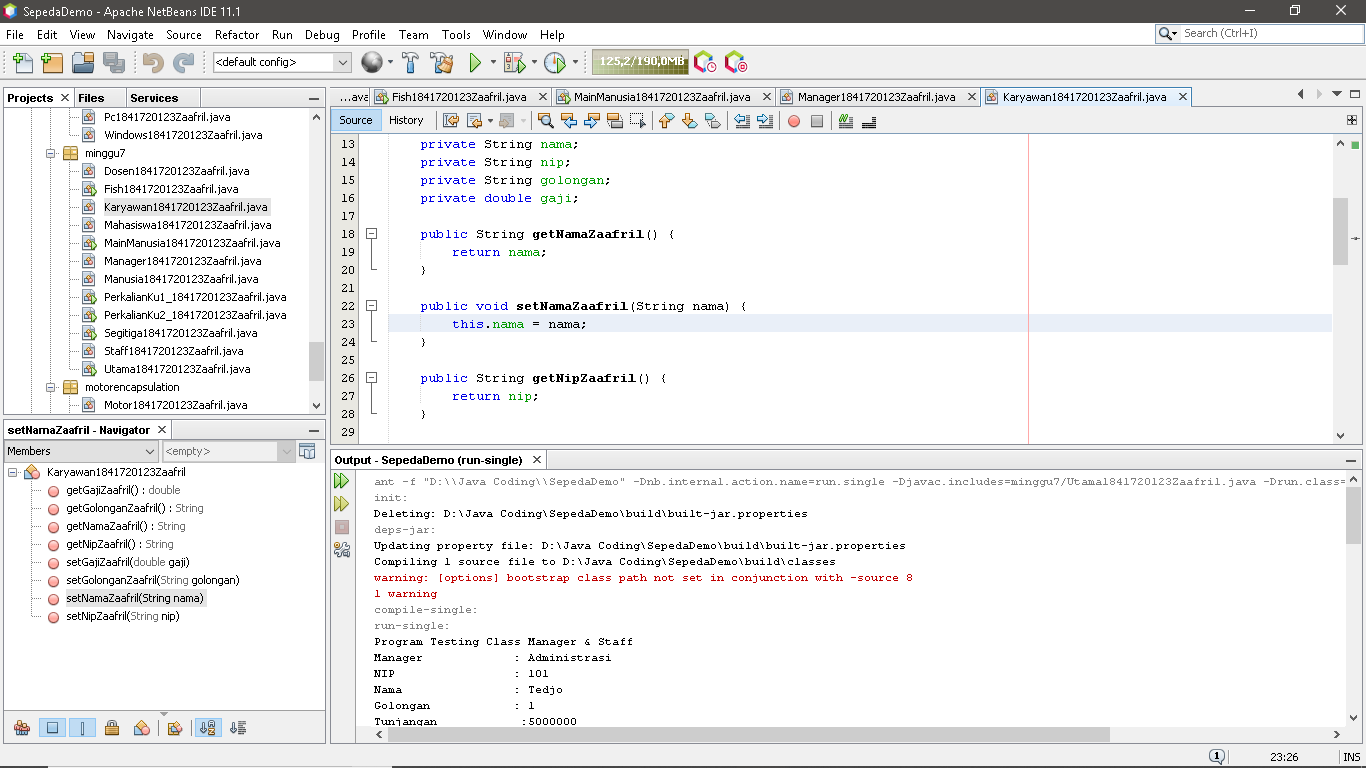 SepedaDemo - Apache NetBeans IDE 11.1
File Edit View Navigate Source Refactor Run Debug Profile Team Tools Window Help
Search (Ctrl+I)
<default config>
125,2/190,0MB
Projects Files Services
Pc1841720123Zaafril.java
Windows1841720123Zaafril.java
minggu7
Dosen1841720123Zaafril.java
Fish1841720123Zaafril.java
Karyawan1841720123Zaafril.java
Mahasiswa1841720123Zaafril.java
MainManusia1841720123Zaafril.java
Manager1841720123Zaafril.java
Manusia1841720123Zaafril.java
PerkalianKu1_1841720123Zaafril.java
PerkalianKu2_1841720123Zaafril.java
Segitiga1841720123Zaafril.java
Staff1841720123Zaafril.java
Utama1841720123Zaafril.java
motorencapsulation
Motor1841720123Zaafril.java
setNamaZaafril - Navigator
Members <empty>
Karyawan1841720123Zaafril
getGajiZaafril() : double
getGolonganZaafril() : String
getNamaZaafril() : String
getNipZaafril() : String
setGajiZaafril(double gaji)
setGolonganZaafril(String golongan)
setNamaZaafril(String nama)
setNipZaafril(String nip)
...ava Fish1841720123Zaafril.java MainManusia1841720123Zaafril.java Manager1841720123Zaafril.java Karyawan1841720123Zaafril.java
Source History
13 private String nama;
14 private String nip;
15 private String golongan;
16 private double gaji;
17
18 public String getNamaZaafril() {
19 return nama;
20 }
21
22 public void setNamaZaafril(String nama) {
23 this.nama = nama;
24 }
25
26 public String getNipZaafril() {
27 return nip;
28 }
29
Output - SepedaDemo (run-single)
ant -f "D:\\Java Coding\\SepedaDemo" -Dnb.internal.action.name=run.single -Djavac.includes=minggu7/Utama1841720123Zaafril.java -Drun.class=
init:
Deleting: D:\Java Coding\SepedaDemo\build\built-jar.properties
deps-jar:
Updating property file: D:\Java Coding\SepedaDemo\build\built-jar.properties
Compiling 1 source file to D:\Java Coding\SepedaDemo\build\classes
warning: [options] bootstrap class path not set in conjunction with -source 8
1 warning
compile-single:
run-single:
Program Testing Class Manager & Staff
Manager : Administrasi
NIP : 101
Nama : Tedjo
Golongan : 1
Tunjangan :5000000
1 23:26 INS